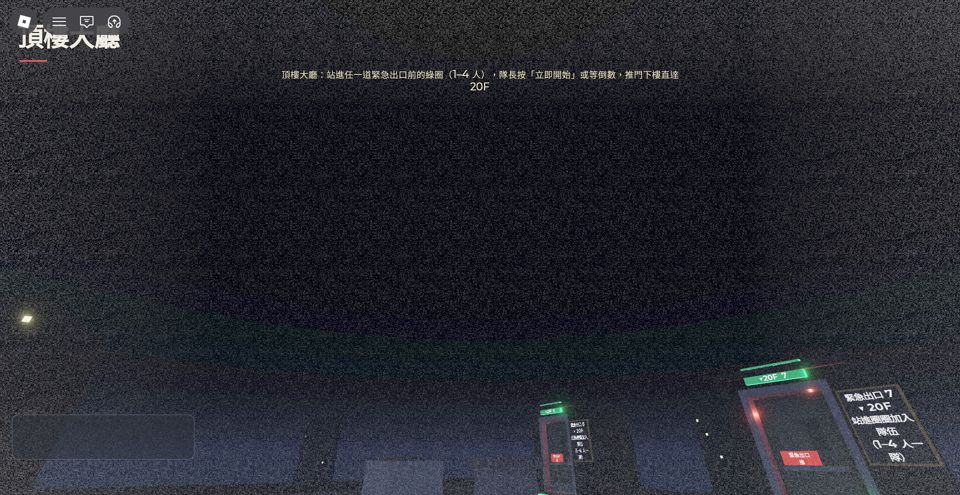 頂樓大廳
頂樓大廳：站進任一道緊急出口前的綠圈（1–4 人），隊長按「立即開始」或等倒數，推門下樓直達
20F
▼20F 7
緊急出口 7
▼ 20F
站進圈圈加入
隊伍
（1–4 人一
隊）
緊急出口